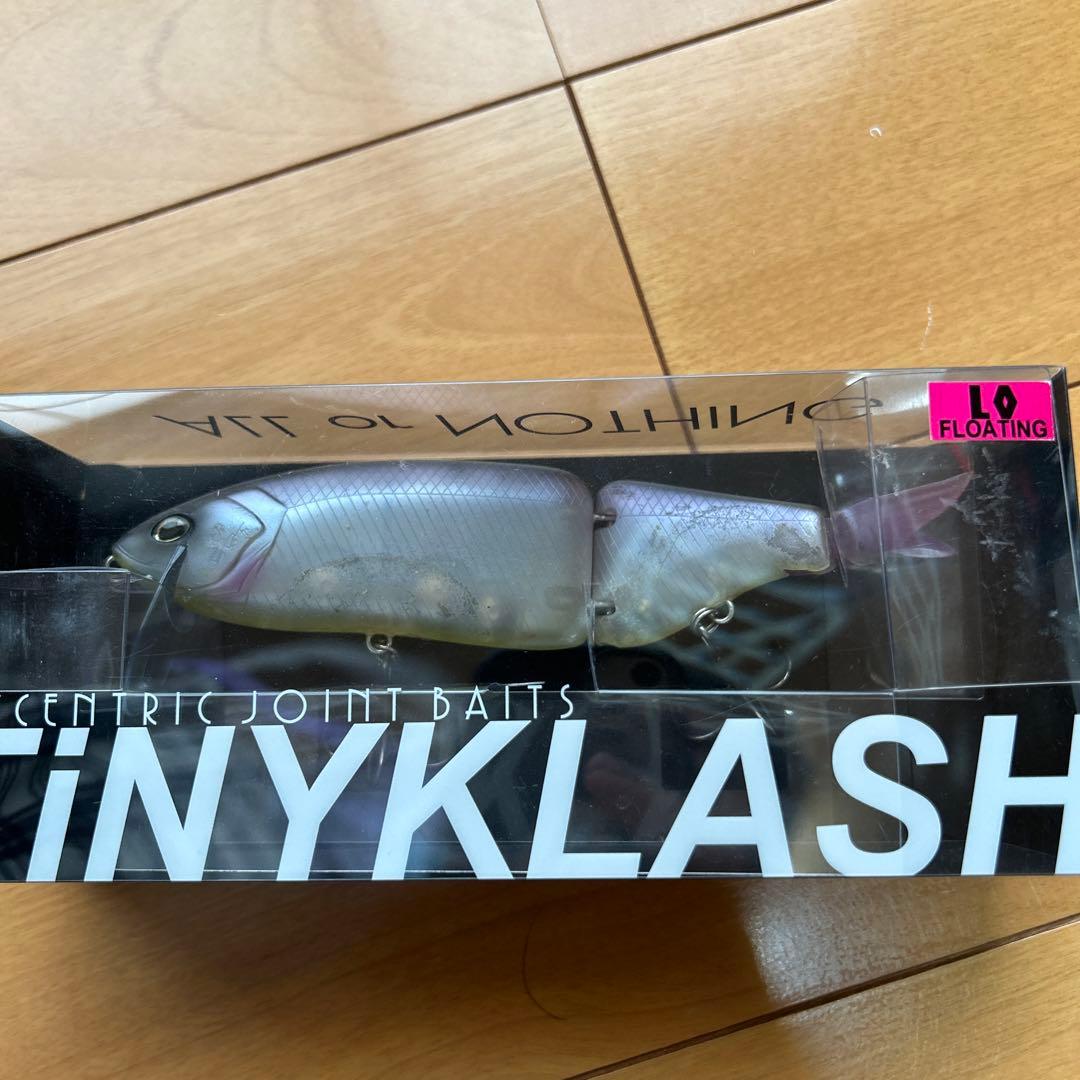 ALL or NOTHiNG
LO
FLOATING
CENTRIC JOINT BAITS
TiNYKLASH